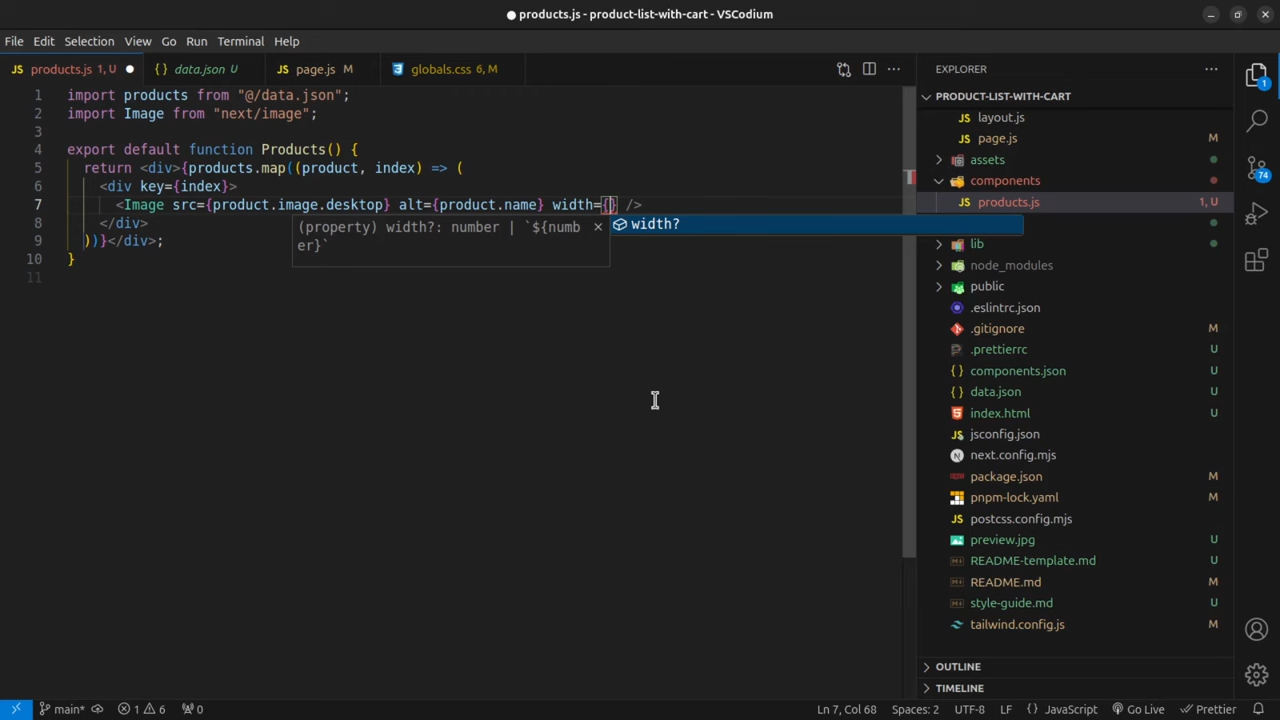 products.js - product-list-with-cart - VSCodium
File Edit Selection View Go Run Terminal Help
JS products.js 1, U
{ } data.json U
JS page.js M
globals.css 6, M
EXPLORER
1 import products from "@/data.json";
2 import Image from "next/image";
3
4 export default function Products() {
5 return <div>{products.map((product, index) => (
6 <div key={index}>
7 <Image src={product.image.desktop} alt={product.name} width={} />
8 </div>
9 ))}</div>;
10 }
11
(property) width?: number | `${numb
er}`
width?
PRODUCT-LIST-WITH-CART
JS layout.js
JS page.js M
assets
components
JS products.js 1, U
lib
node_modules
public
.eslintrc.json
.gitignore M
.prettierrc U
{ } components.json U
{ } data.json U
index.html U
jsconfig.json
N next.config.mjs
package.json M
pnpm-lock.yaml M
JS postcss.config.mjs
preview.jpg U
README-template.md U
README.md M
style-guide.md U
tailwind.config.js M
OUTLINE
TIMELINE
1
74
main* 1 6 0 Ln 7, Col 68 Spaces: 2 UTF-8 LF { } JavaScript Go Live Prettier